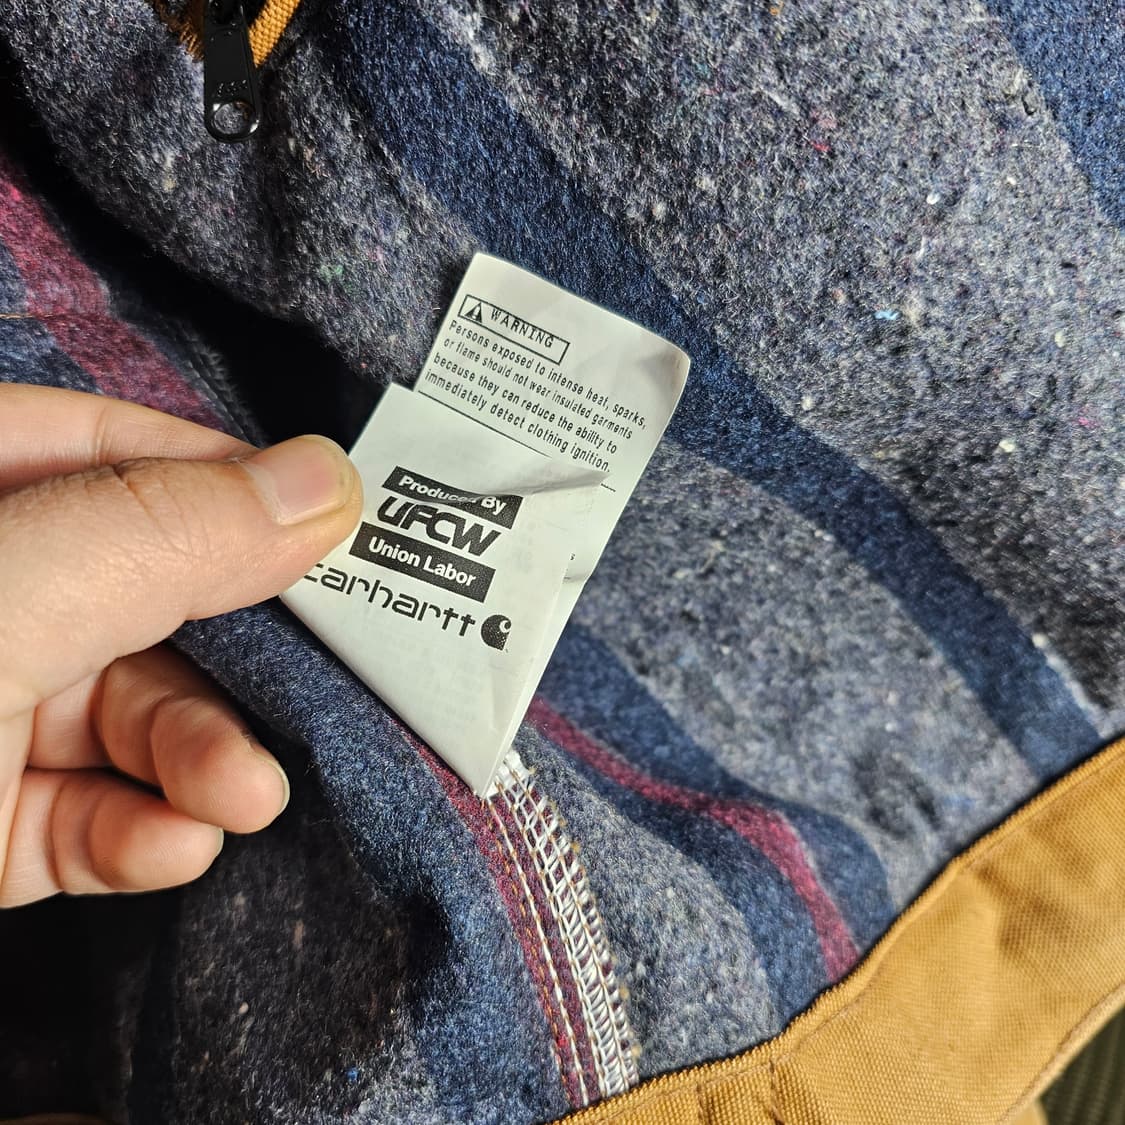 WARNING
Persons exposed to intense heat, sparks,
or flame should not wear insulated garments
because they can reduce the ability to
immediately detect clothing ignition.
Produced By
UFCW
Union Labor
carhartt